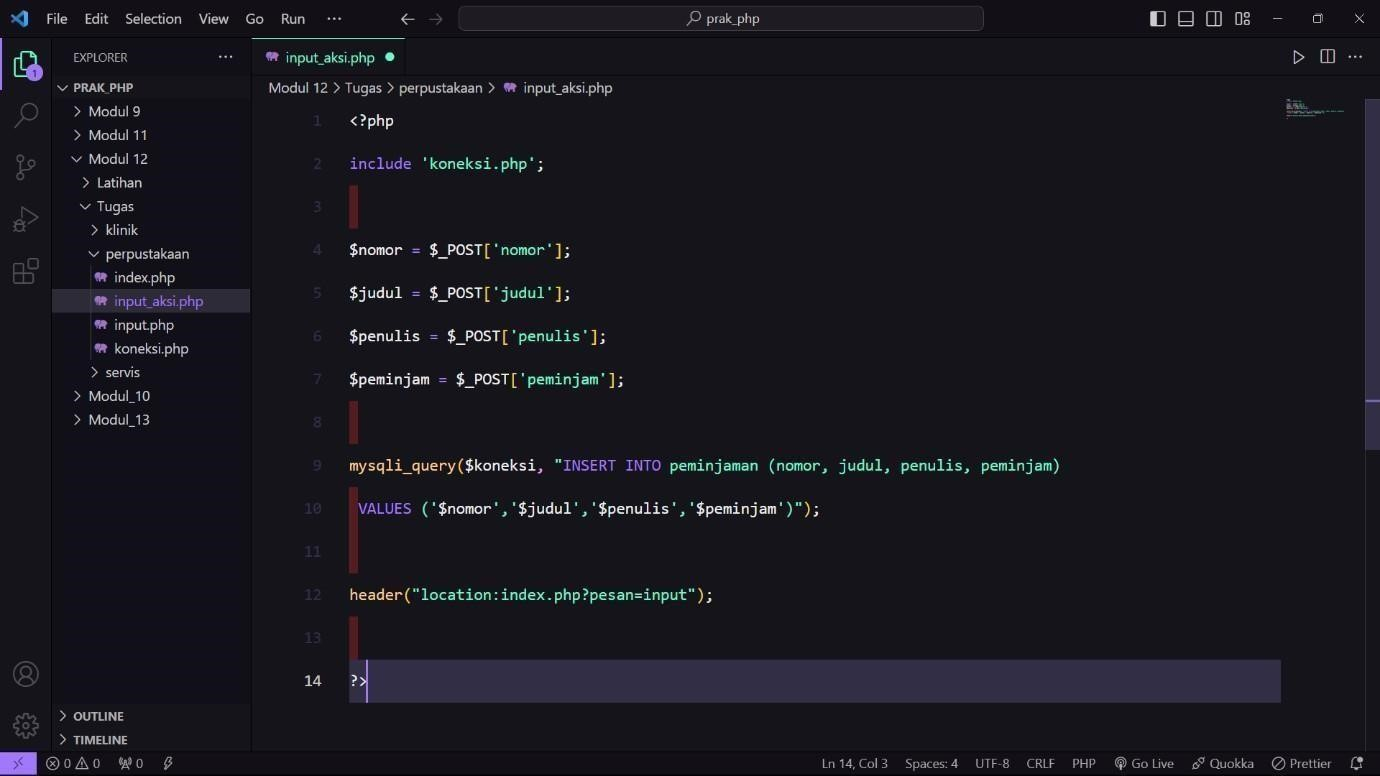 File Edit Selection View Go Run ··· prak_php
EXPLORER ···
PRAK_PHP
Modul 9
Modul 11
Modul 12
Latihan
Tugas
klinik
perpustakaan
index.php
input_aksi.php
input.php
koneksi.php
servis
Modul_10
Modul_13
OUTLINE
TIMELINE
1
input_aksi.php
Modul 12 > Tugas > perpustakaan > input_aksi.php
1 <?php
2 include 'koneksi.php';
3
4 $nomor = $_POST['nomor'];
5 $judul = $_POST['judul'];
6 $penulis = $_POST['penulis'];
7 $peminjam = $_POST['peminjam'];
8
9 mysqli_query($koneksi, "INSERT INTO peminjaman (nomor, judul, penulis, peminjam)
10 VALUES ('$nomor','$judul','$penulis','$peminjam')");
11
12 header("location:index.php?pesan=input");
13
14 ?>
0 0 0 Ln 14, Col 3 Spaces: 4 UTF-8 CRLF PHP Go Live Quokka Prettier